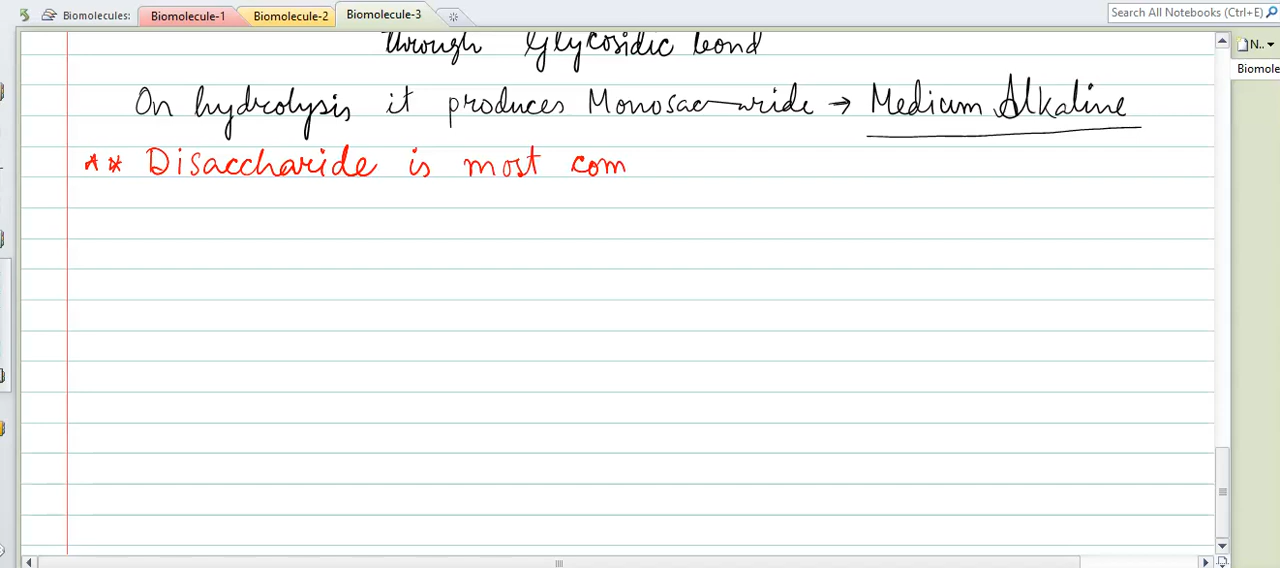 Biomolecules: Biomolecule-1 Biomolecule-2 Biomolecule-3 Search All Notebooks (Ctrl+E)
N..
Biomole
through Glycosidic bond
On hydrolysis it produces → Medium Alkaline
** Disaccharide is most com